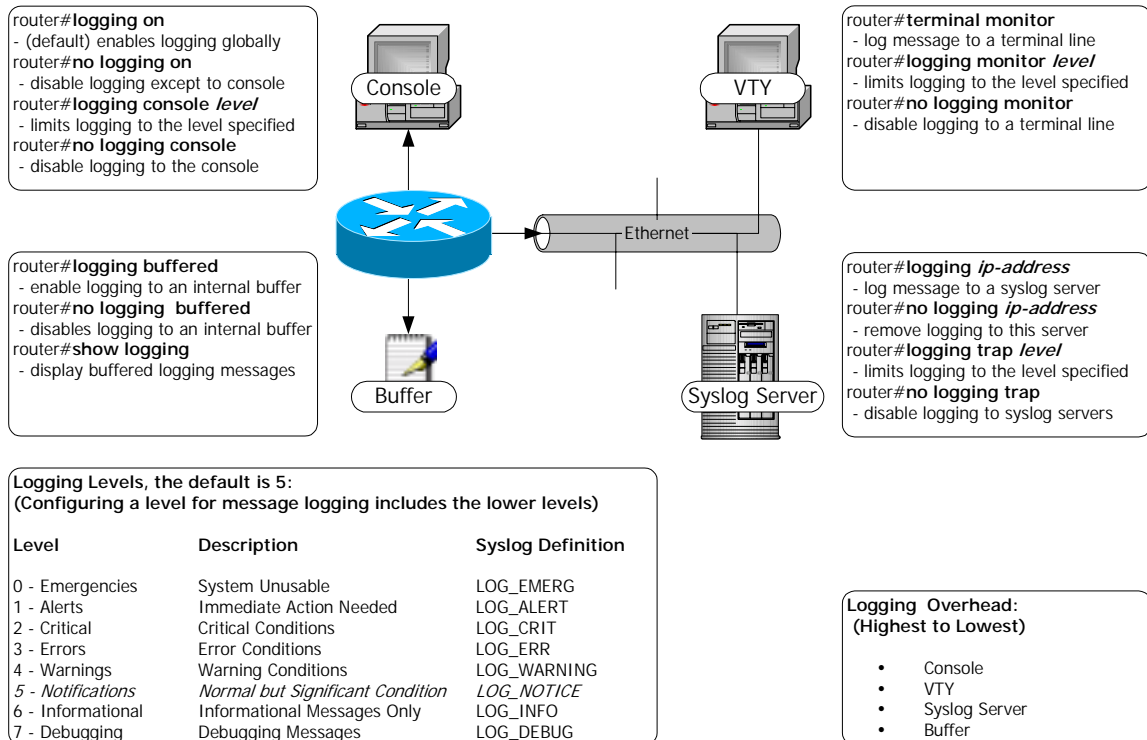 router#logging on
- (default) enables logging globally
router#no logging on
- disable logging except to console
router#logging console level
- limits logging to the level specified
router#no logging console
- disable logging to the console
Console
VTY
router#terminal monitor
- log message to a terminal line
router#logging monitor level
- limits logging to the level specified
router#no logging monitor
- disable logging to a terminal line
Ethernet
router#logging buffered
- enable logging to an internal buffer
router#no logging buffered
- disables logging to an internal buffer
router#show logging
- display buffered logging messages
Buffer
Syslog Server
router#logging ip-address
- log message to a syslog server
router#no logging ip-address
- remove logging to this server
router#logging trap level
- limits logging to the level specified
router#no logging trap
- disable logging to syslog servers
Logging Levels, the default is 5:
(Configuring a level for message logging includes the lower levels)
Level Description Syslog Definition
0 - Emergencies System Unusable LOG_EMERG
1 - Alerts Immediate Action Needed LOG_ALERT
2 - Critical Critical Conditions LOG_CRIT
3 - Errors Error Conditions LOG_ERR
4 - Warnings Warning Conditions LOG_WARNING
5 - Notifications Normal but Significant Condition LOG_NOTICE
6 - Informational Informational Messages Only LOG_INFO
7 - Debugging Debugging Messages LOG_DEBUG
Logging Overhead:
(Highest to Lowest)
• Console
• VTY
• Syslog Server
• Buffer